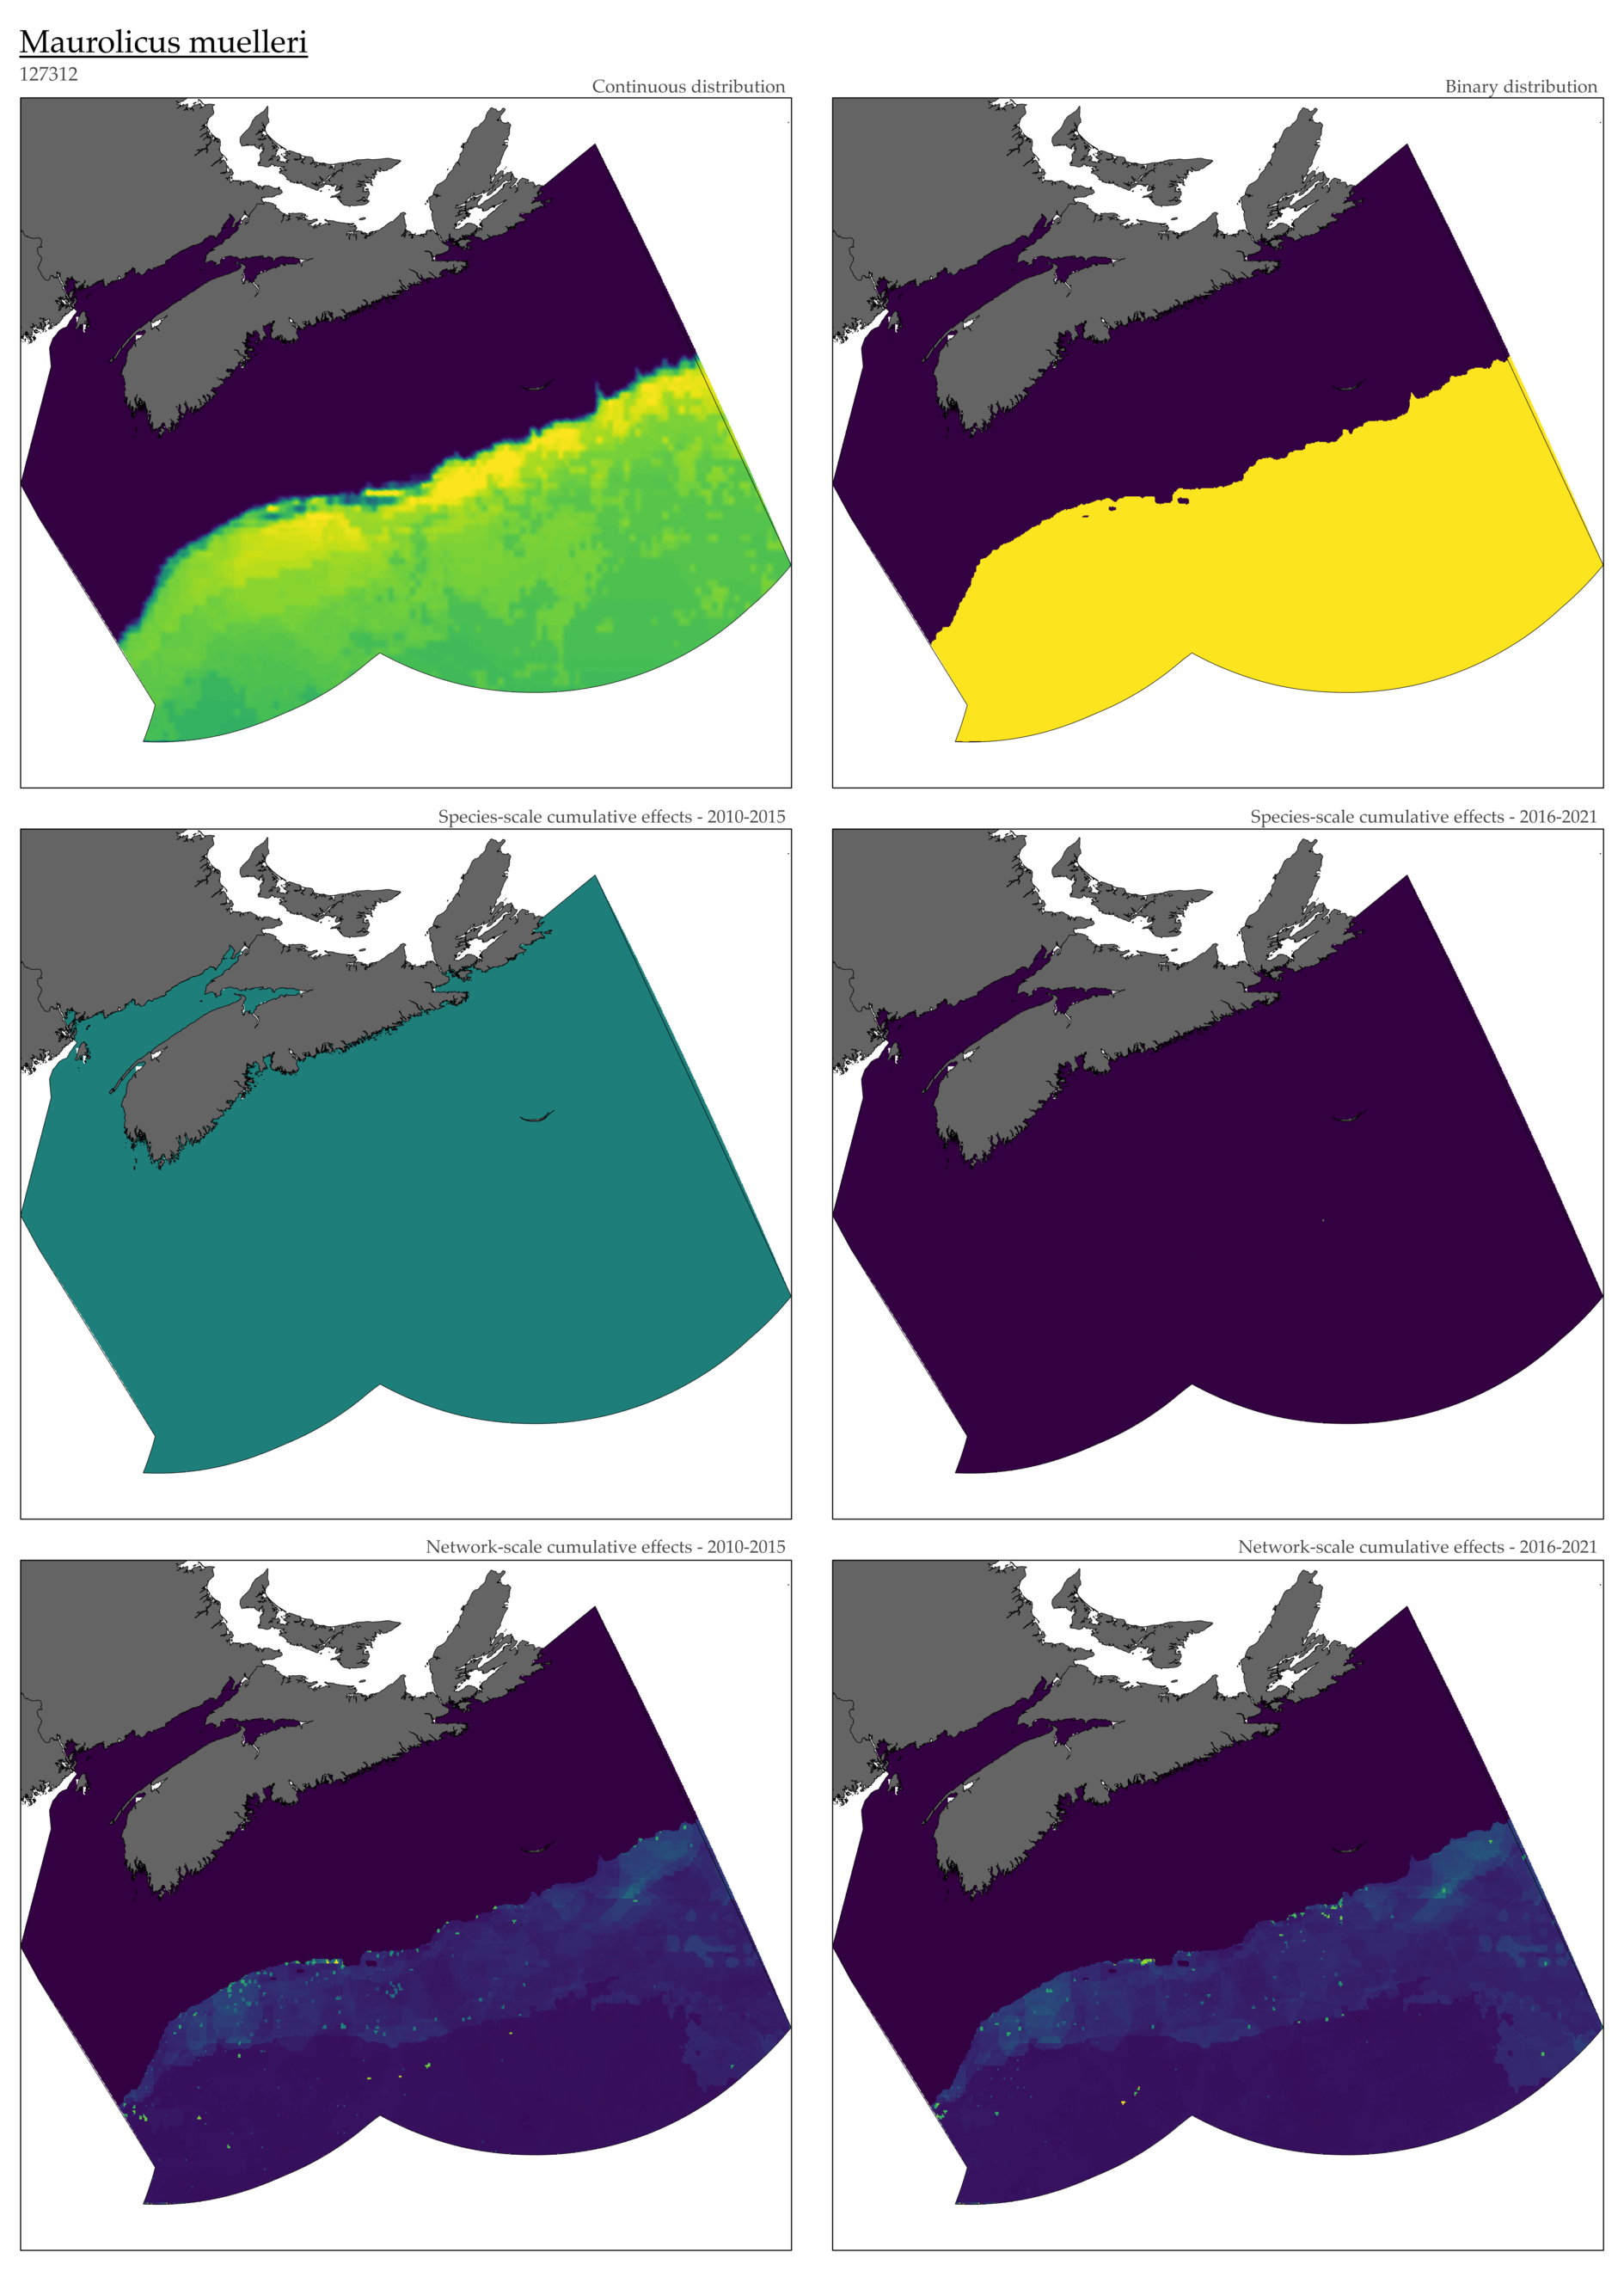 Maurolicus muelleri
127312
Continuous distribution
Binary distribution
Species-scale cumulative effects - 2010-2015
Species-scale cumulative effects - 2016-2021
Network-scale cumulative effects - 2010-2015
Network-scale cumulative effects - 2016-2021